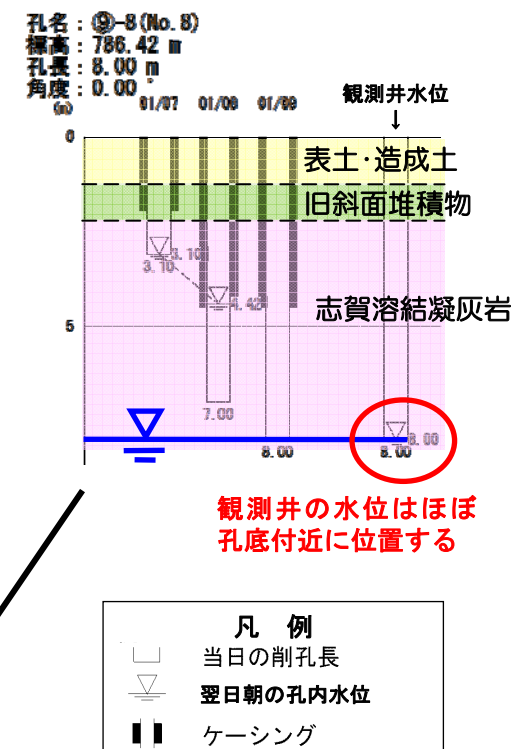 孔名：⑨-8(No.8)
標高：786.42 m
孔長：8.00 m
角度：0.00 °
(m)
01/07 01/08 01/09
観測井水位
↓
0
表土・造成土
旧斜面堆積物
3.10
3.10
4.42
志賀溶結凝灰岩
5
7.00
8.00
8.00
8.00
観測井の水位はほぼ
孔底付近に位置する
凡 例
当日の削孔長
翌日朝の孔内水位
ケーシング